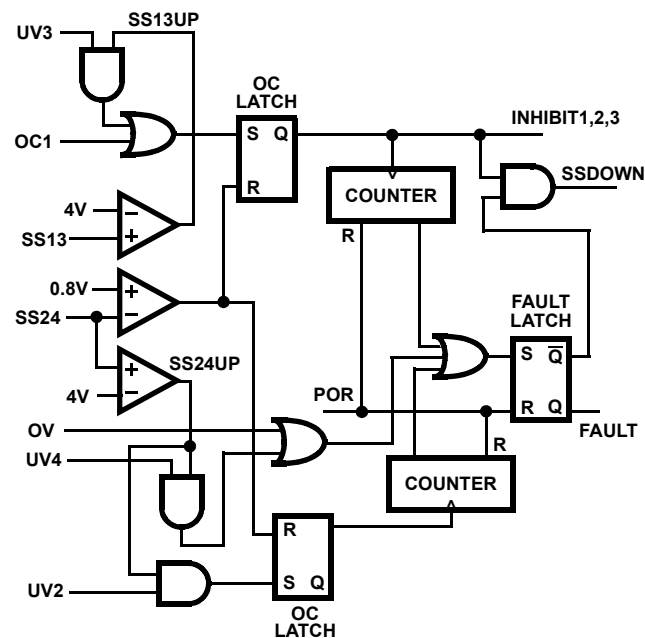 SS13UP
UV3
OC
LATCH
OC1
S Q
R
INHIBIT1,2,3
SSDOWN
COUNTER
R
4V
−
SS13
+
0.8V
+
SS24
−
FAULT
LATCH
SS24UP
+
4V
−
S Q̅
R Q
POR
FAULT
OV
UV4
R
COUNTER
R
S Q
UV2
OC
LATCH